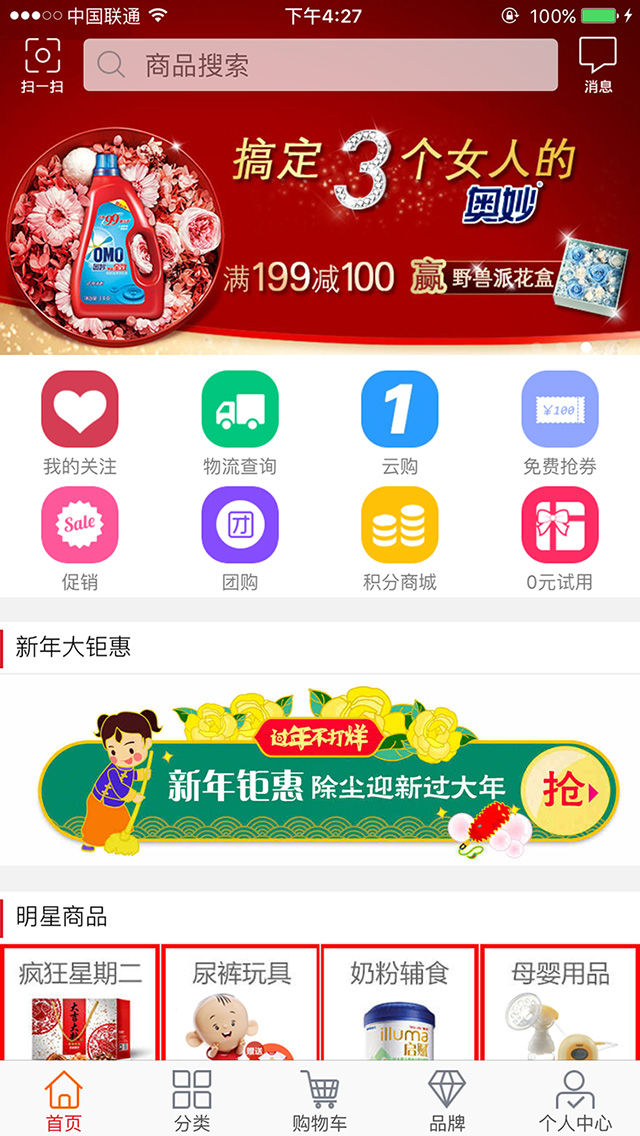 中国联通 下午4:27 100%
扫一扫 商品搜索 消息
搞定3个女人的
奥妙
99
OMO
奥妙
满199减100 赢 野兽派花盒
1 ¥100
我的关注 物流查询 云购 免费抢券
Sale 团
促销 团购 积分商城 0元试用
新年大钜惠
过年不打烊
新年钜惠 除尘迎新过大年 抢
明星商品
疯狂星期二 尿裤玩具 奶粉辅食 母婴用品
illuma
启赋
赠送
首页 分类 购物车 品牌 个人中心